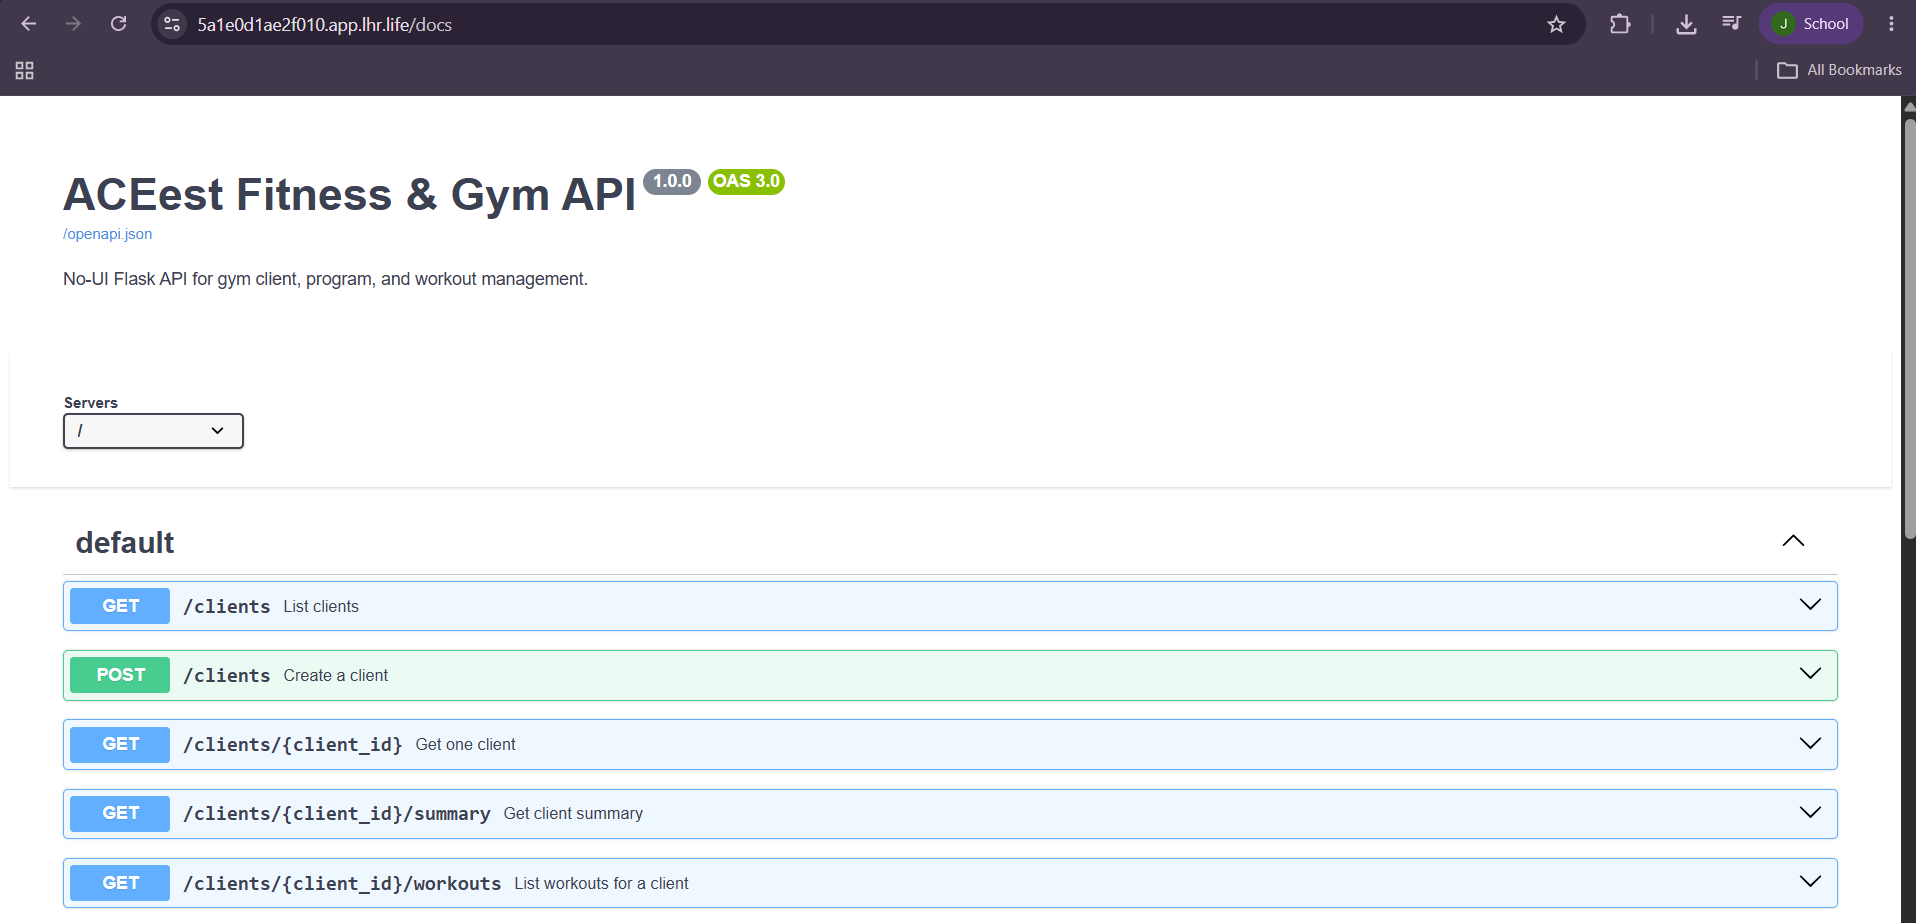 5a1e0d1ae2f010.app.lhr.life/docs
J School
All Bookmarks
ACEest Fitness & Gym API 1.0.0 OAS 3.0
/openapi.json
No-UI Flask API for gym client, program, and workout management.
Servers
/
default
GET /clients List clients
POST /clients Create a client
GET /clients/{client_id} Get one client
GET /clients/{client_id}/summary Get client summary
GET /clients/{client_id}/workouts List workouts for a client